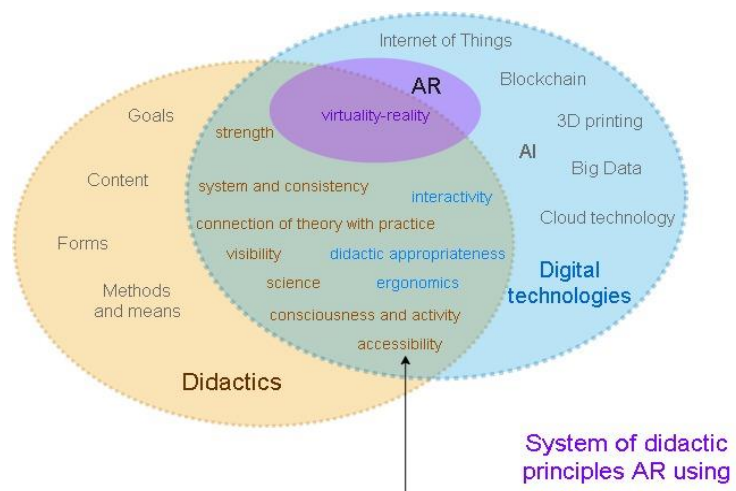 Internet of Things
AR
Blockchain
virtuality-reality
Goals
strength
3D printing
AI
Big Data
Content
system and consistency
interactivity
Cloud technology
connection of theory with practice
Forms
visibility
didactic appropriateness
Digital
technologies
science
ergonomics
Methods
and means
consciousness and activity
accessibility
Didactics
System of didactic
principles AR using